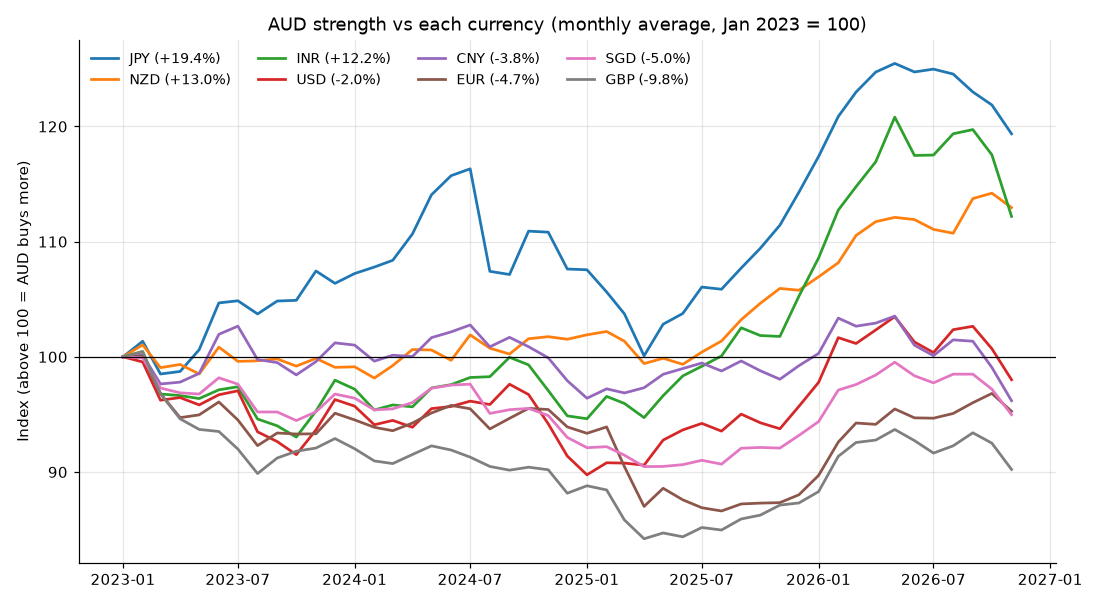 AUD strength vs each currency (monthly average, Jan 2023 = 100)
JPY (+19.4%)
NZD (+13.0%)
INR (+12.2%)
USD (-2.0%)
CNY (-3.8%)
EUR (-4.7%)
SGD (-5.0%)
GBP (-9.8%)
Index (above 100 = AUD buys more)
120
110
100
90
2023-01
2023-07
2024-01
2024-07
2025-01
2025-07
2026-01
2026-07
2027-01